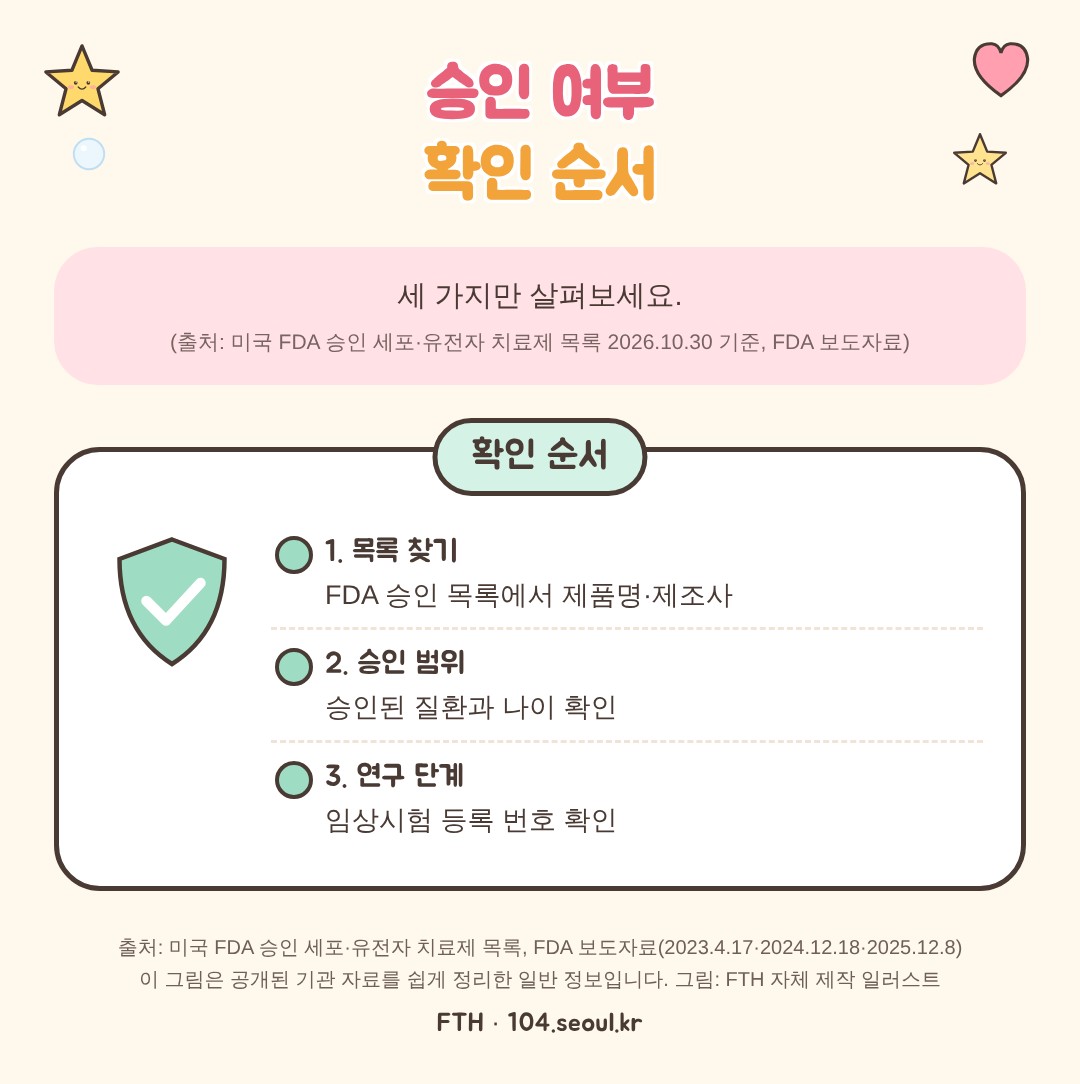 승인 여부
확인 순서
세 가지만 살펴보세요.
(출처: 미국 FDA 승인 세포·유전자 치료제 목록 2026.10.30 기준, FDA 보도자료)
확인 순서
1. 목록 찾기
FDA 승인 목록에서 제품명·제조사
2. 승인 범위
승인된 질환과 나이 확인
3. 연구 단계
임상시험 등록 번호 확인
출처: 미국 FDA 승인 세포·유전자 치료제 목록, FDA 보도자료(2023.4.17·2024.12.18·2025.12.8)
이 그림은 공개된 기관 자료를 쉽게 정리한 일반 정보입니다. 그림: FTH 자체 제작 일러스트
FTH · 104.seoul.kr